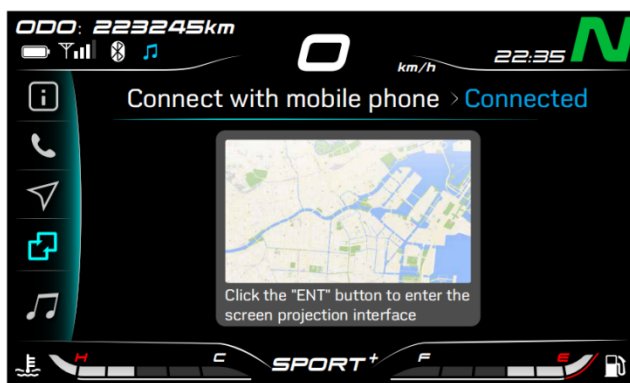 ODO: 223245km
0
km/h
22:35
N
Connect with mobile phone > Connected
Click the "ENT" button to enter the
screen projection interface
H
C
SPORT+
F
E